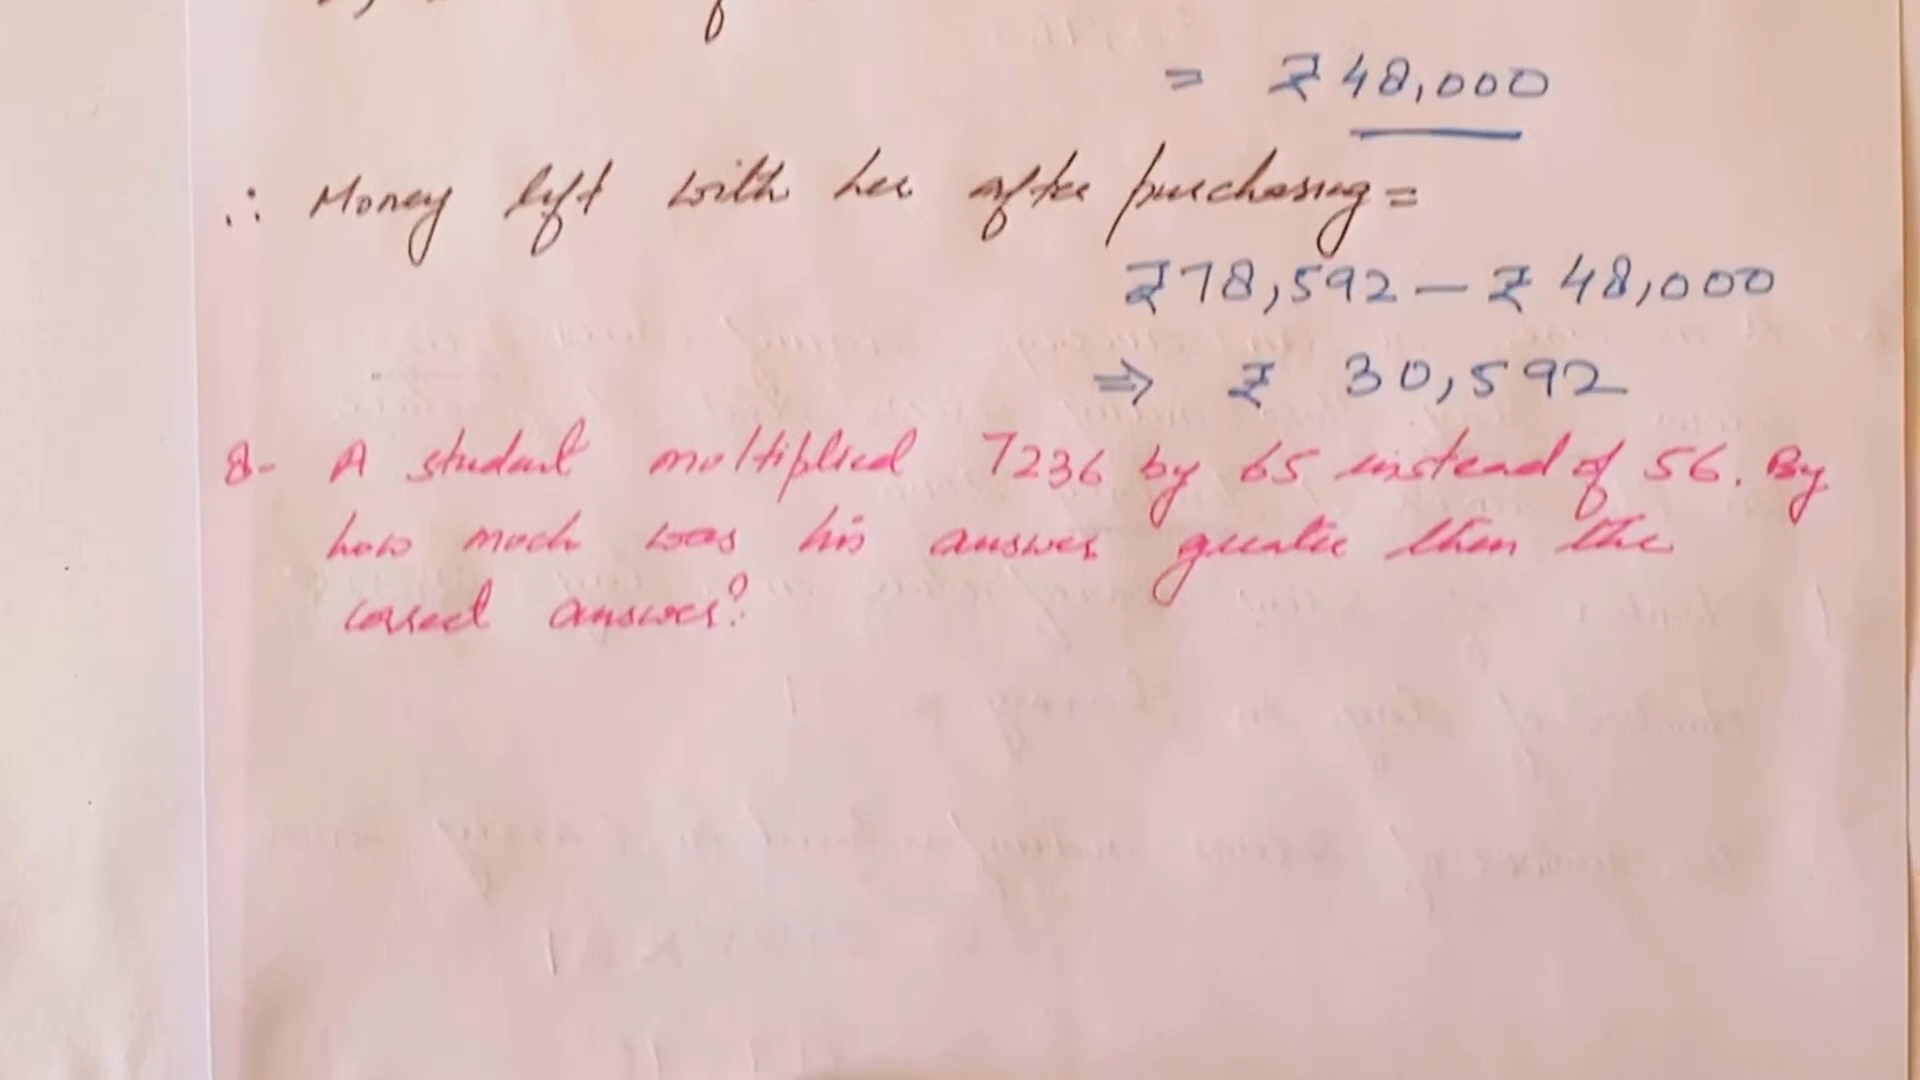 = ₹ 48,000
∴ Money left with her after purchasing =
₹78,592 — ₹ 48,000
⇒ ₹ 30,592
8- A student multiplied 7236 by 65 instead of 56. By
how much was his answer greater then the
correct answer?